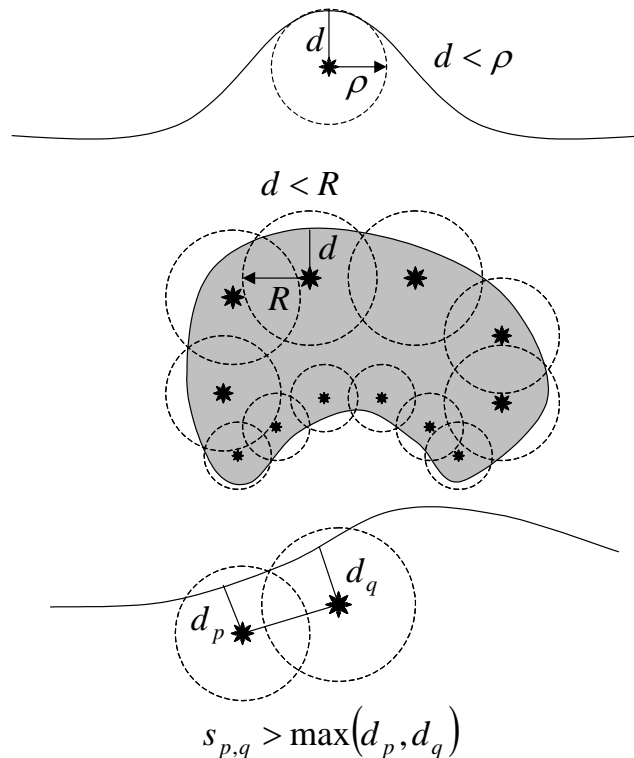 d
d < ρ
ρ
d < R
d
R
d_q
d_p
s_{p,q} > max(d_p, d_q)